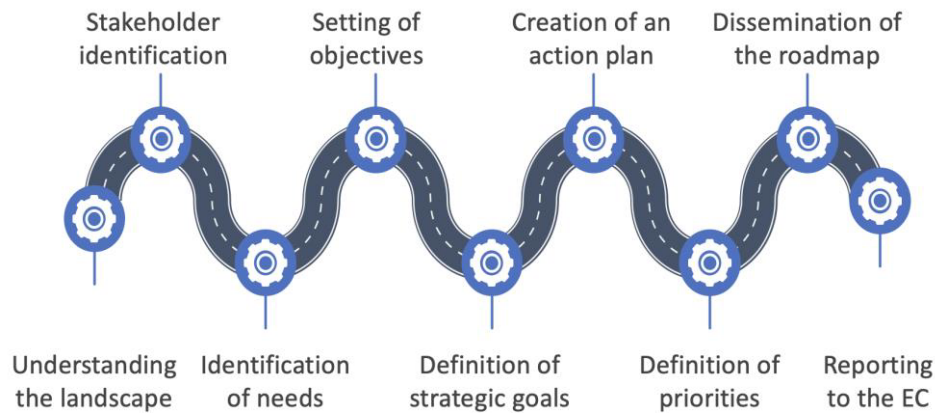 Stakeholder
identification
Setting of
objectives
Creation of an
action plan
Dissemination of
the roadmap
Understanding
the landscape
Identification
of needs
Definition of
strategic goals
Definition of
priorities
Reporting
to the EC